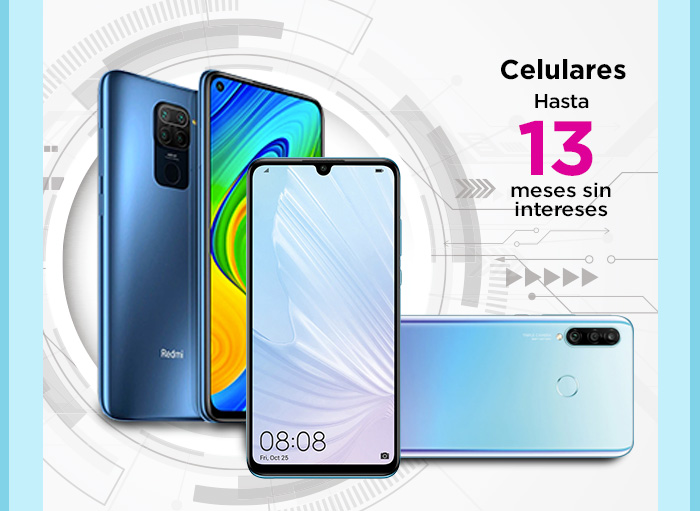 Celulares
Hasta
13
meses sin
intereses
Redmi
08:08
Fri, Oct 25